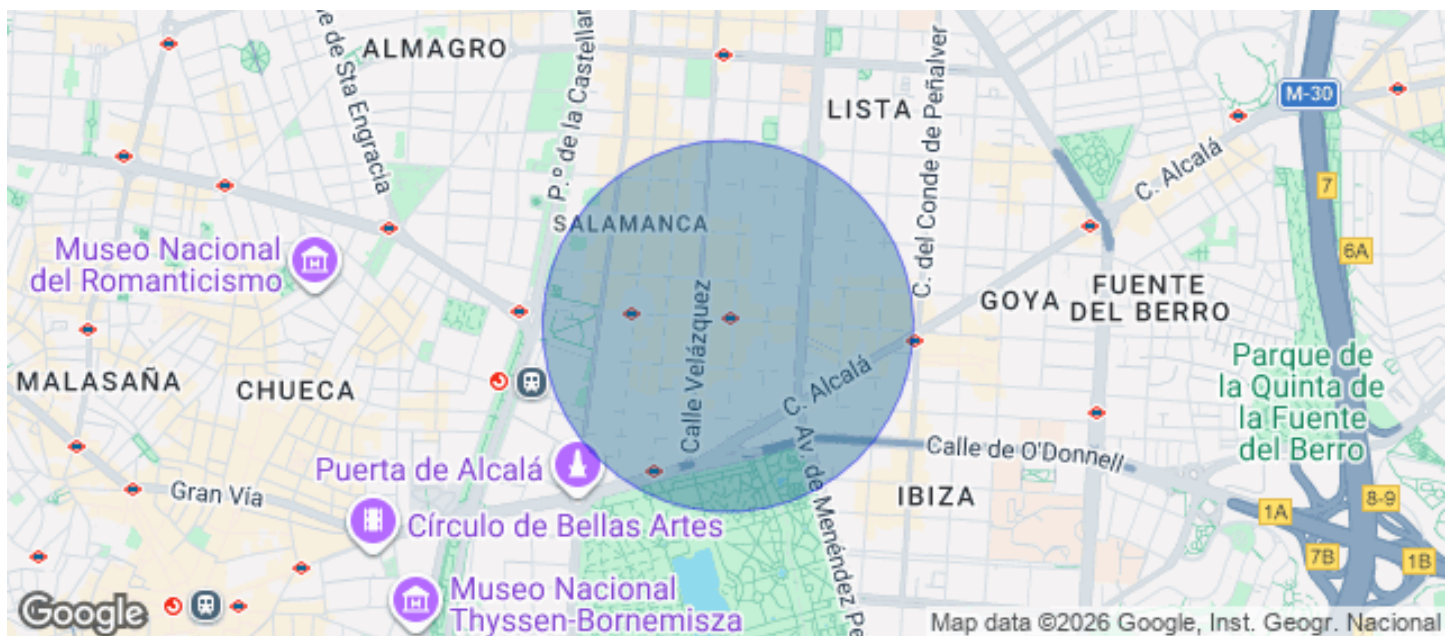 e de Sta Engracia
ALMAGRO
P.º de la Castellan
LISTA
C. del Conde de Peñalver
M-30
C. Alcalá
7
6A
SALAMANCA
Museo Nacional
del Romanticismo
Calle Velázquez
GOYA
FUENTE
DEL BERRO
MALASAÑA
CHUECA
C. Alcalá
Parque de
la Quinta de
la Fuente
del Berro
Puerta de Alcalá
Av. de Menéndez Pe
Calle de O'Donnell
Gran Vía
Círculo de Bellas Artes
IBIZA
8-9
1A
7B
1B
Museo Nacional
Thyssen-Bornemisza
Google
Map data ©2026 Google, Inst. Geogr. Nacional